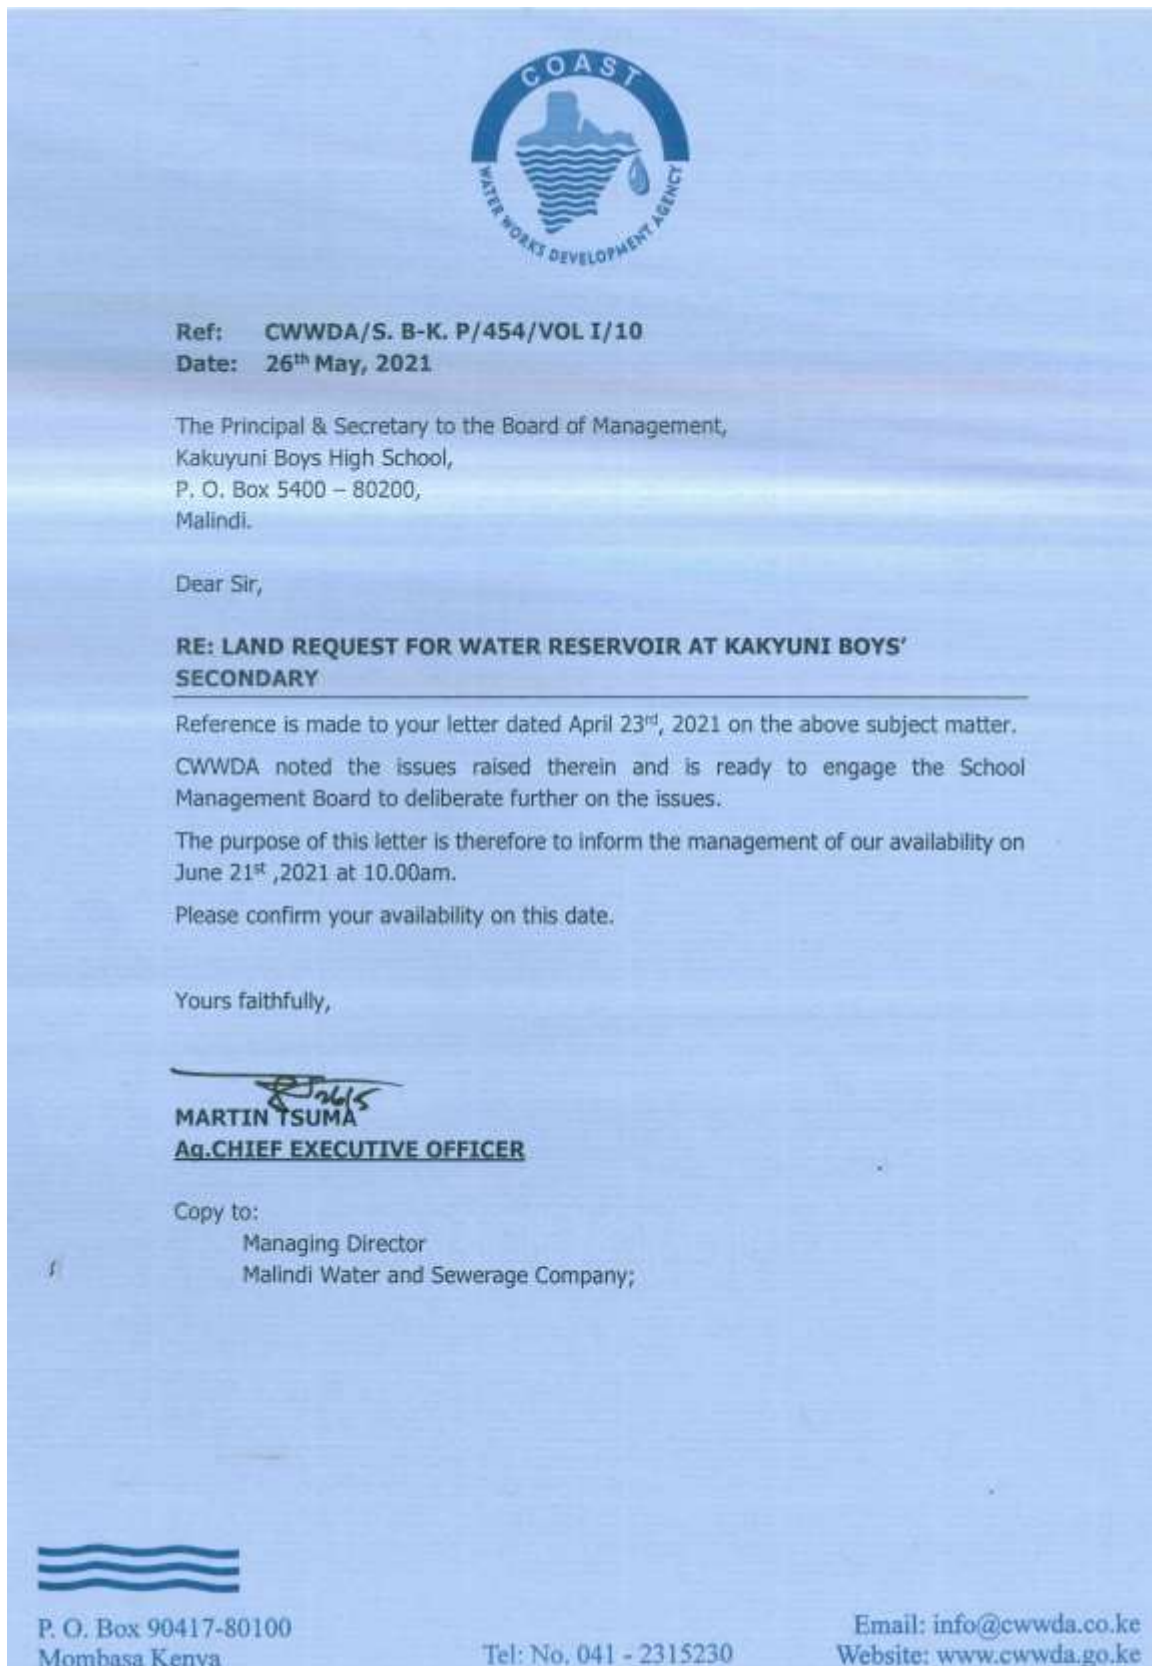 COAST
WATER WORKS DEVELOPMENT AGENCY
Ref: CWWDA/S. B-K. P/454/VOL I/10
Date: 26th May, 2021
The Principal & Secretary to the Board of Management,
Kakuyuni Boys High School,
P. O. Box 5400 – 80200,
Malindi.
Dear Sir,
RE: LAND REQUEST FOR WATER RESERVOIR AT KAKYUNI BOYS’
SECONDARY
Reference is made to your letter dated April 23rd, 2021 on the above subject matter.
CWWDA noted the issues raised therein and is ready to engage the School
Management Board to deliberate further on the issues.
The purpose of this letter is therefore to inform the management of our availability on
June 21st ,2021 at 10.00am.
Please confirm your availability on this date.
Yours faithfully,
26/5
MARTIN TSUMA
Ag.CHIEF EXECUTIVE OFFICER
Copy to:
Managing Director
Malindi Water and Sewerage Company;
P. O. Box 90417-80100
Mombasa Kenya
Tel: No. 041 - 2315230
Email: info@cwwda.co.ke
Website: www.cwwda.go.ke